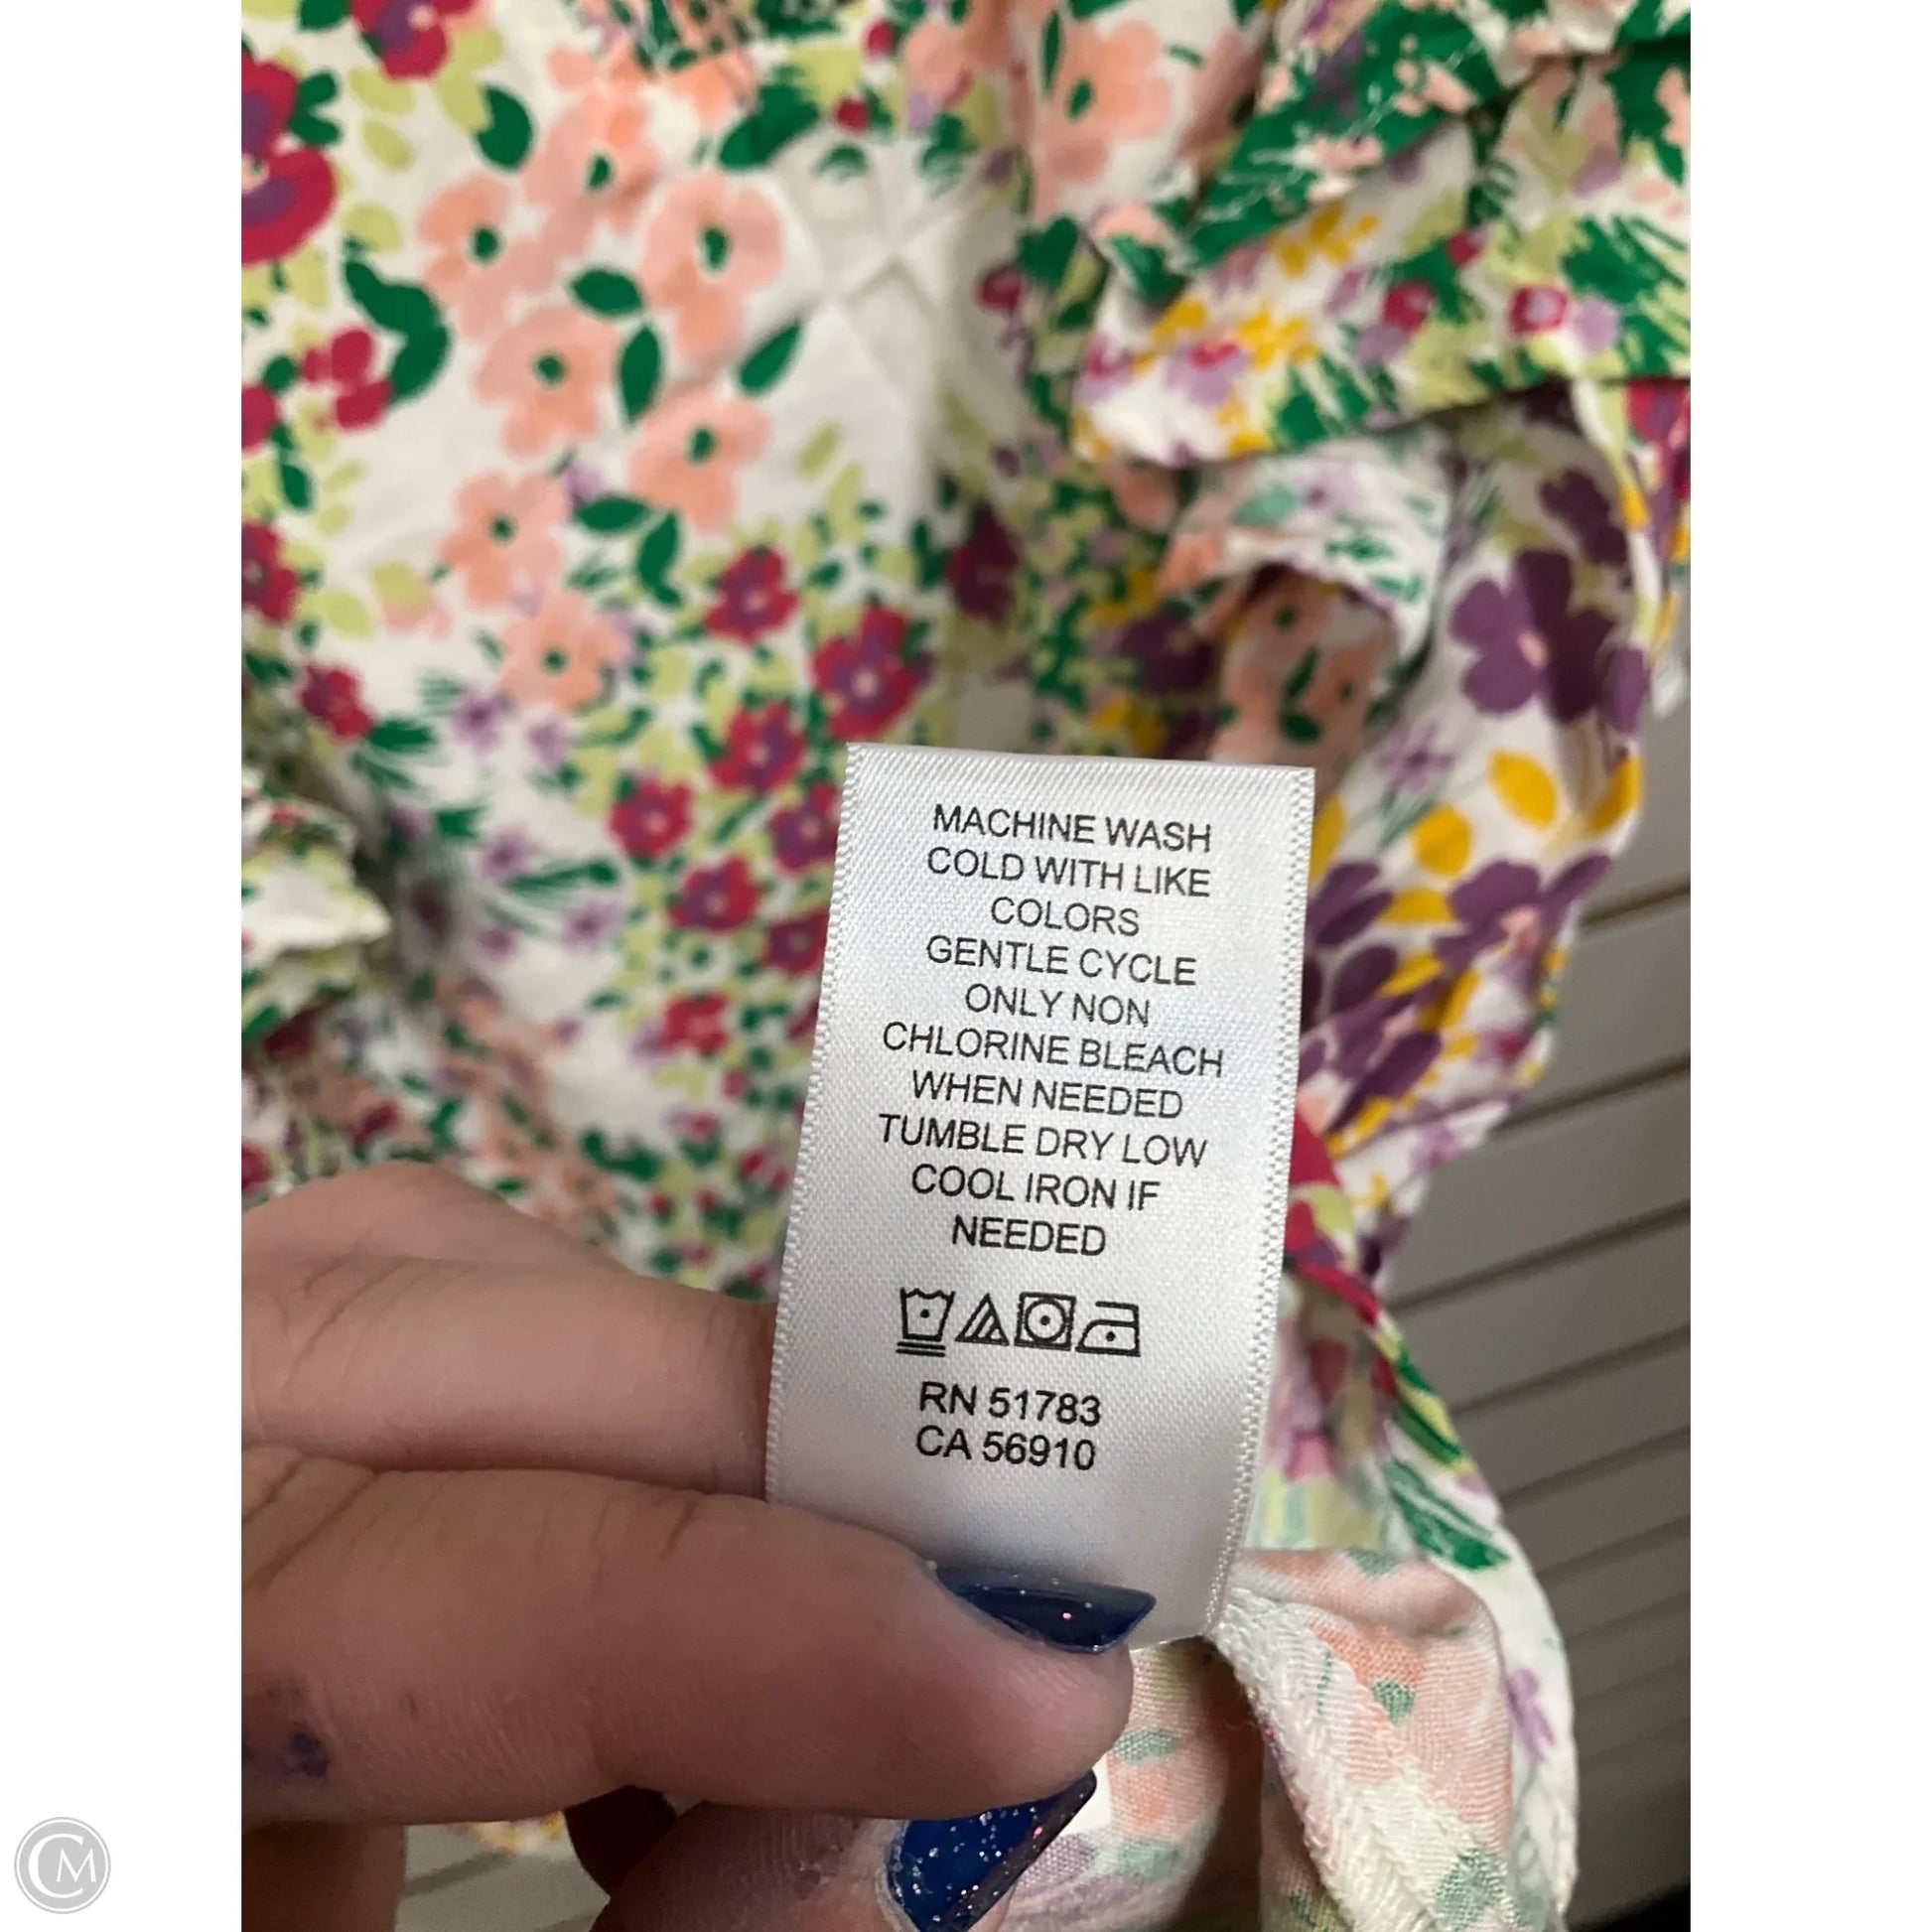 MACHINE WASH
COLD WITH LIKE
COLORS
GENTLE CYCLE
ONLY NON
CHLORINE BLEACH
WHEN NEEDED
TUMBLE DRY LOW
COOL IRON IF
NEEDED
RN 51783
CA 56910
CM